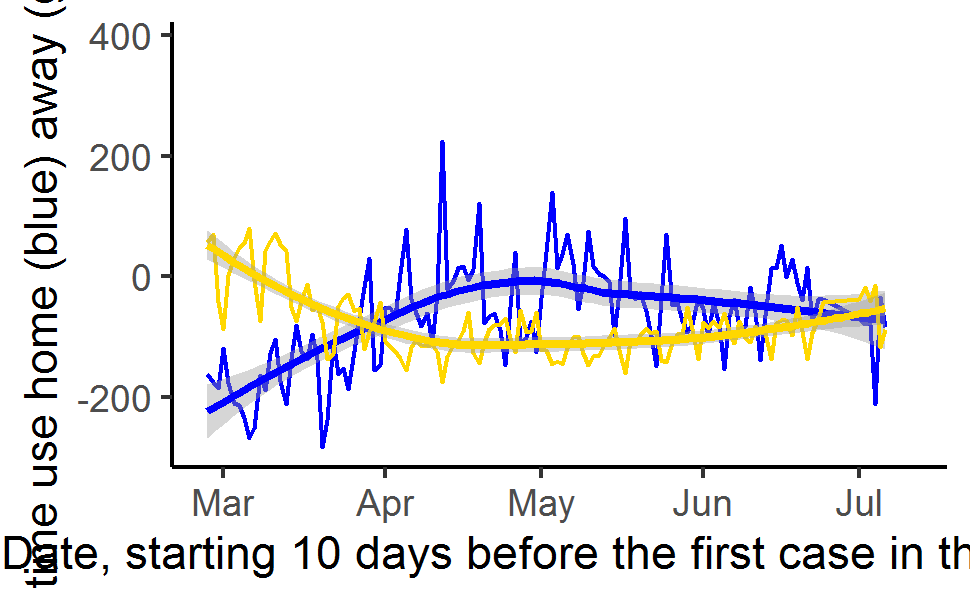 time use home (blue) away (
400
200
0
-200
Mar Apr May Jun Jul
Date, starting 10 days before the first case in th